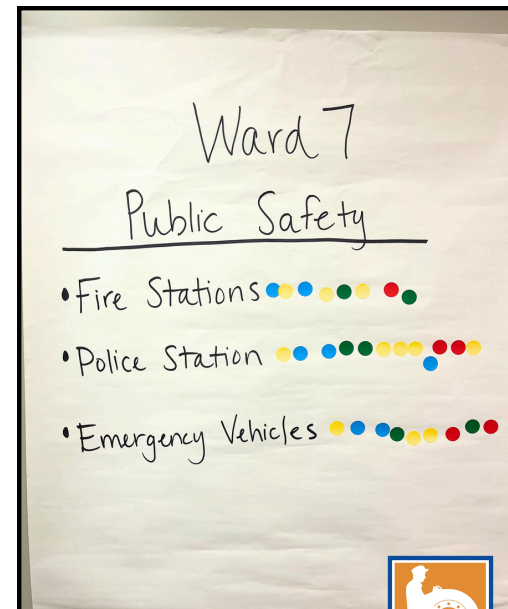 Ward 7
Public Safety
• Fire Stations
• Police Station
• Emergency Vehicles